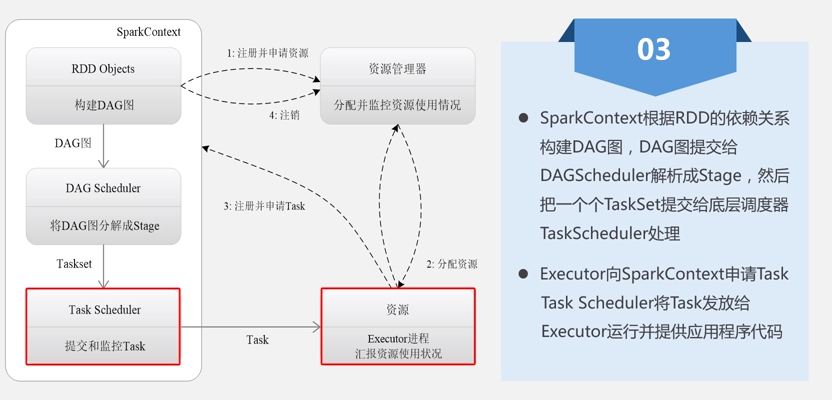 SparkContext
RDD Objects
构建DAG图
DAG图
DAG Scheduler
将DAG图分解成Stage
Taskset
Task Scheduler
提交和监控Task
1: 注册并申请资源
4: 注销
资源管理器
分配并监控资源使用情况
3: 注册并申请Task
2: 分配资源
Task
资源
Executor进程
汇报资源使用状况
03
● SparkContext根据RDD的依赖关系
构建DAG图，DAG图提交给
DAGScheduler解析成Stage，然后
把一个个TaskSet提交给底层调度器
TaskScheduler处理
● Executor向SparkContext申请Task
Task Scheduler将Task发放给
Executor运行并提供应用程序代码